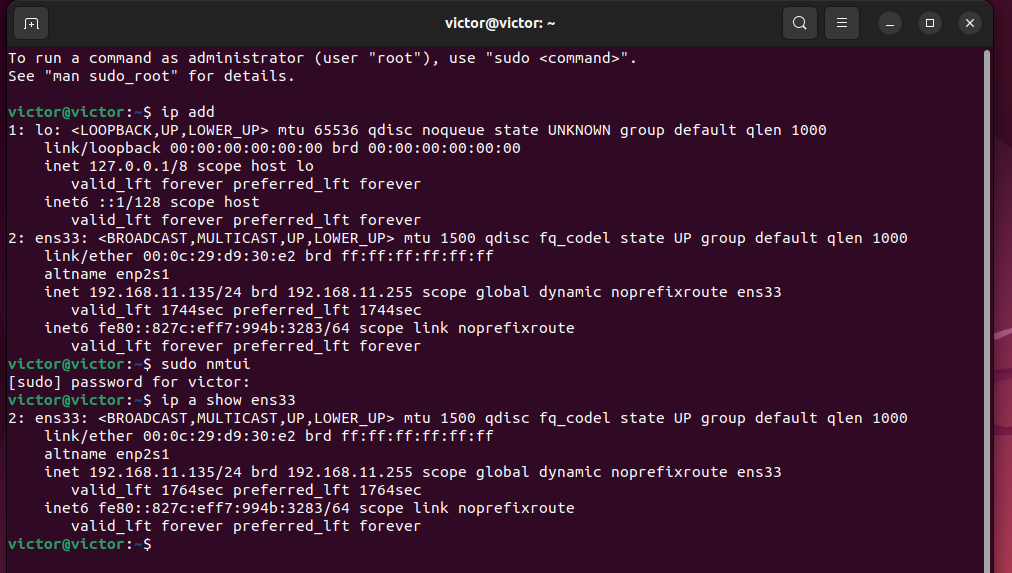 victor@victor: ~
To run a command as administrator (user "root"), use "sudo <command>".
See "man sudo_root" for details.
victor@victor:~$ ip add
1: lo: <LOOPBACK,UP,LOWER_UP> mtu 65536 qdisc noqueue state UNKNOWN group default qlen 1000
    link/loopback 00:00:00:00:00:00 brd 00:00:00:00:00:00
    inet 127.0.0.1/8 scope host lo
       valid_lft forever preferred_lft forever
    inet6 ::1/128 scope host
       valid_lft forever preferred_lft forever
2: ens33: <BROADCAST,MULTICAST,UP,LOWER_UP> mtu 1500 qdisc fq_codel state UP group default qlen 1000
    link/ether 00:0c:29:d9:30:e2 brd ff:ff:ff:ff:ff:ff
    altname enp2s1
    inet 192.168.11.135/24 brd 192.168.11.255 scope global dynamic noprefixroute ens33
       valid_lft 1744sec preferred_lft 1744sec
    inet6 fe80::827c:eff7:994b:3283/64 scope link noprefixroute
       valid_lft forever preferred_lft forever
victor@victor:~$ sudo nmtui
[sudo] password for victor:
victor@victor:~$ ip a show ens33
2: ens33: <BROADCAST,MULTICAST,UP,LOWER_UP> mtu 1500 qdisc fq_codel state UP group default qlen 1000
    link/ether 00:0c:29:d9:30:e2 brd ff:ff:ff:ff:ff:ff
    altname enp2s1
    inet 192.168.11.135/24 brd 192.168.11.255 scope global dynamic noprefixroute ens33
       valid_lft 1764sec preferred_lft 1764sec
    inet6 fe80::827c:eff7:994b:3283/64 scope link noprefixroute
       valid_lft forever preferred_lft forever
victor@victor:~$